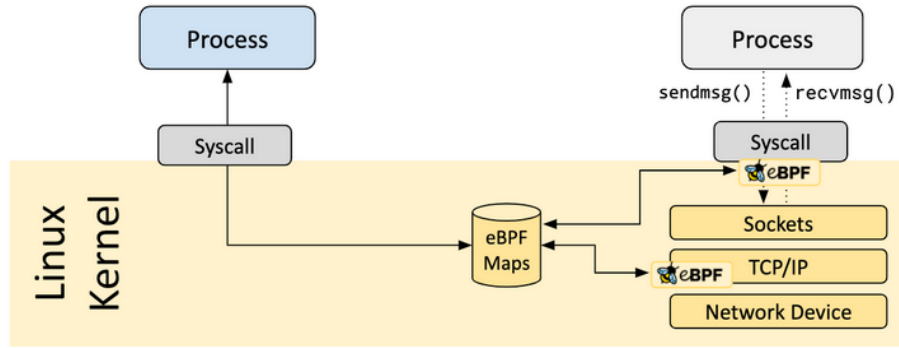 Process
Process
sendmsg()
recvmsg()
Syscall
Syscall
eBPF
Linux
Kernel
eBPF
Maps
Sockets
eBPF
TCP/IP
Network Device